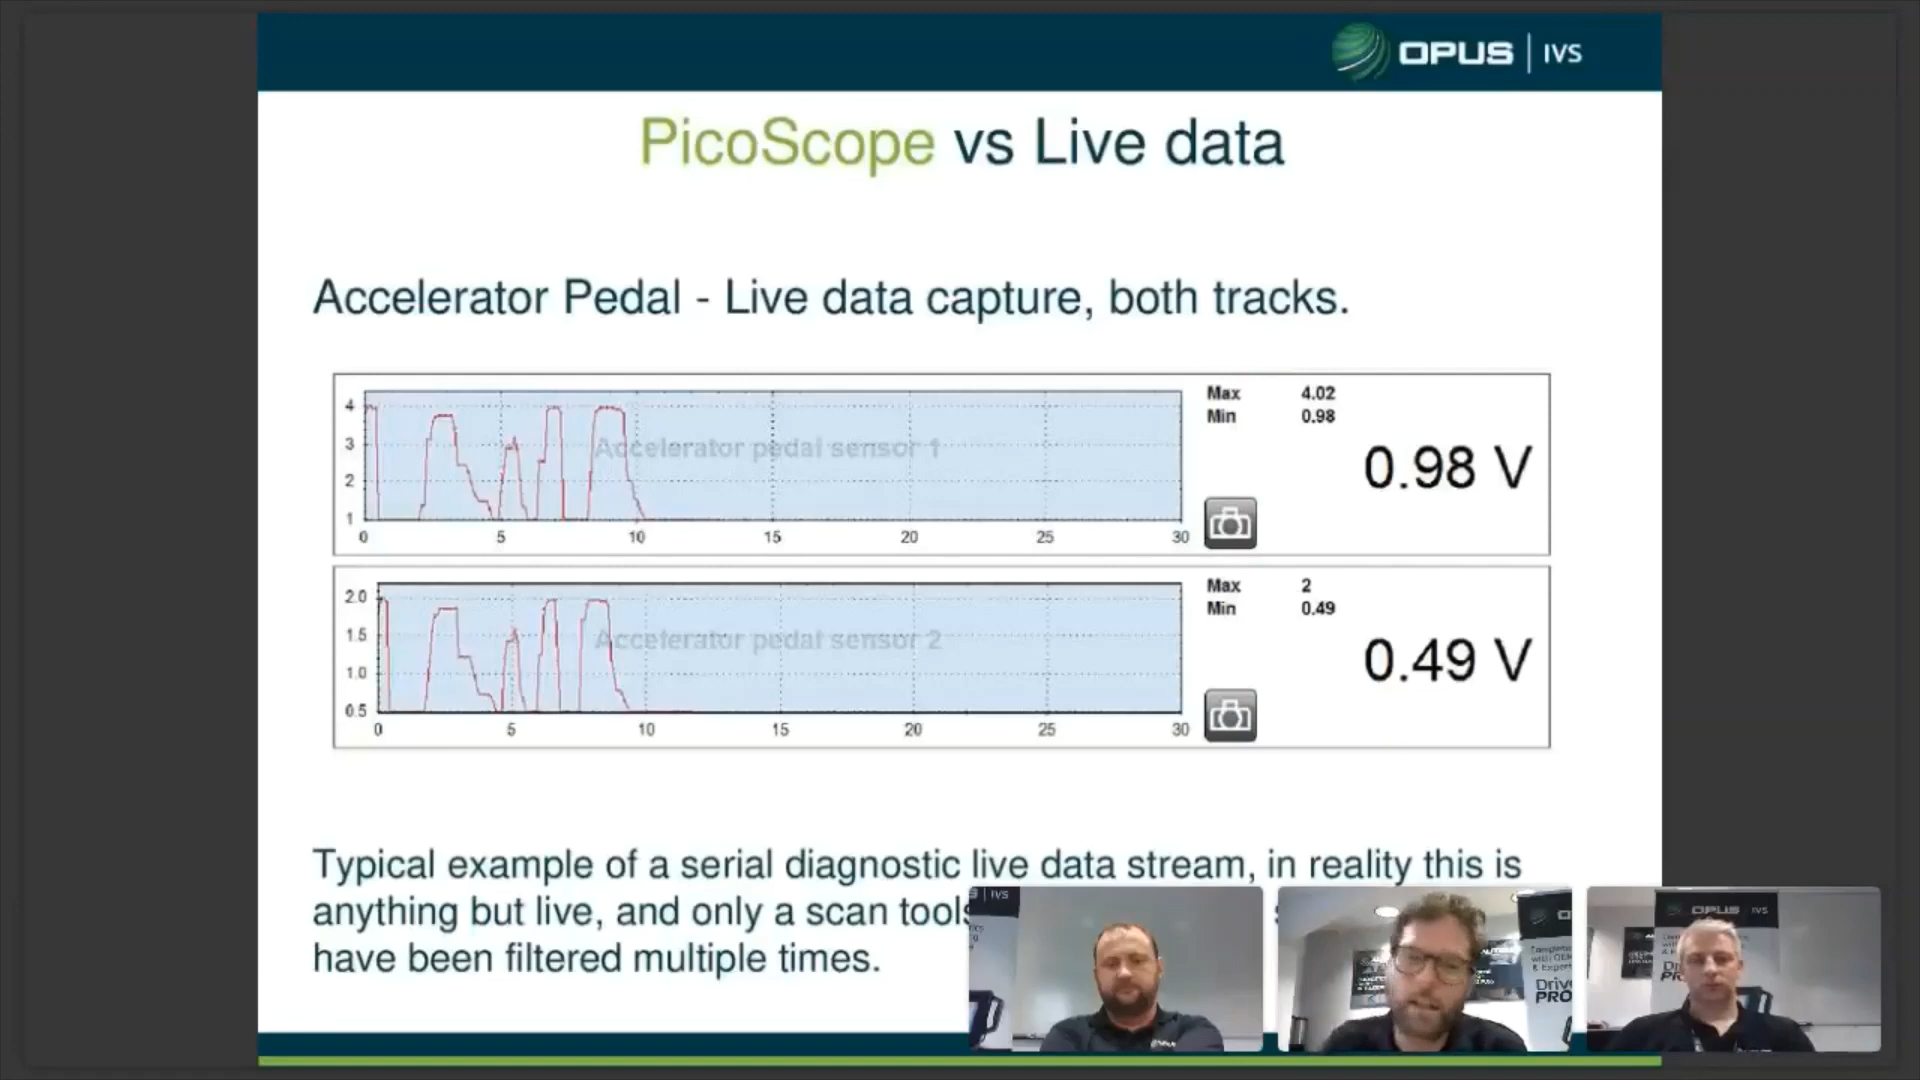 OPUS | IVS
PicoScope vs Live data
Accelerator Pedal - Live data capture, both tracks.
4
3
2
1
Accelerator pedal sensor 1
0 5 10 15 20 25 30
Max 4.02
Min 0.98
0.98 V
2.0
1.5
1.0
0.5
Accelerator pedal sensor 2
0 5 10 15 20 25 30
Max 2
Min 0.49
0.49 V
Typical example of a serial diagnostic live data stream, in reality this is
anything but live, and only a scan tools
have been filtered multiple times.
IVS
OPUS IVS